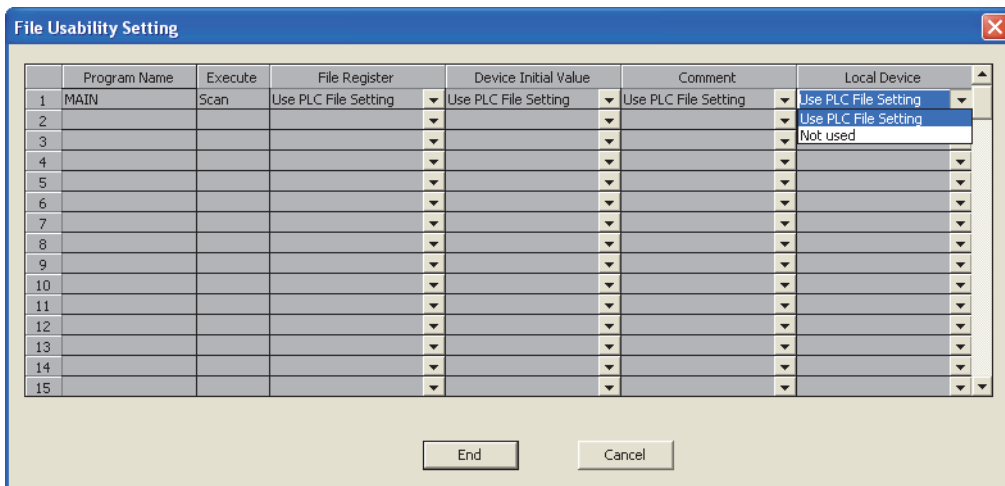 File Usability Setting
Program Name Execute File Register Device Initial Value Comment Local Device
1 MAIN Scan Use PLC File Setting Use PLC File Setting Use PLC File Setting Use PLC File Setting
2 Use PLC File Setting
3 Not used
4
5
6
7
8
9
10
11
12
13
14
15
End Cancel